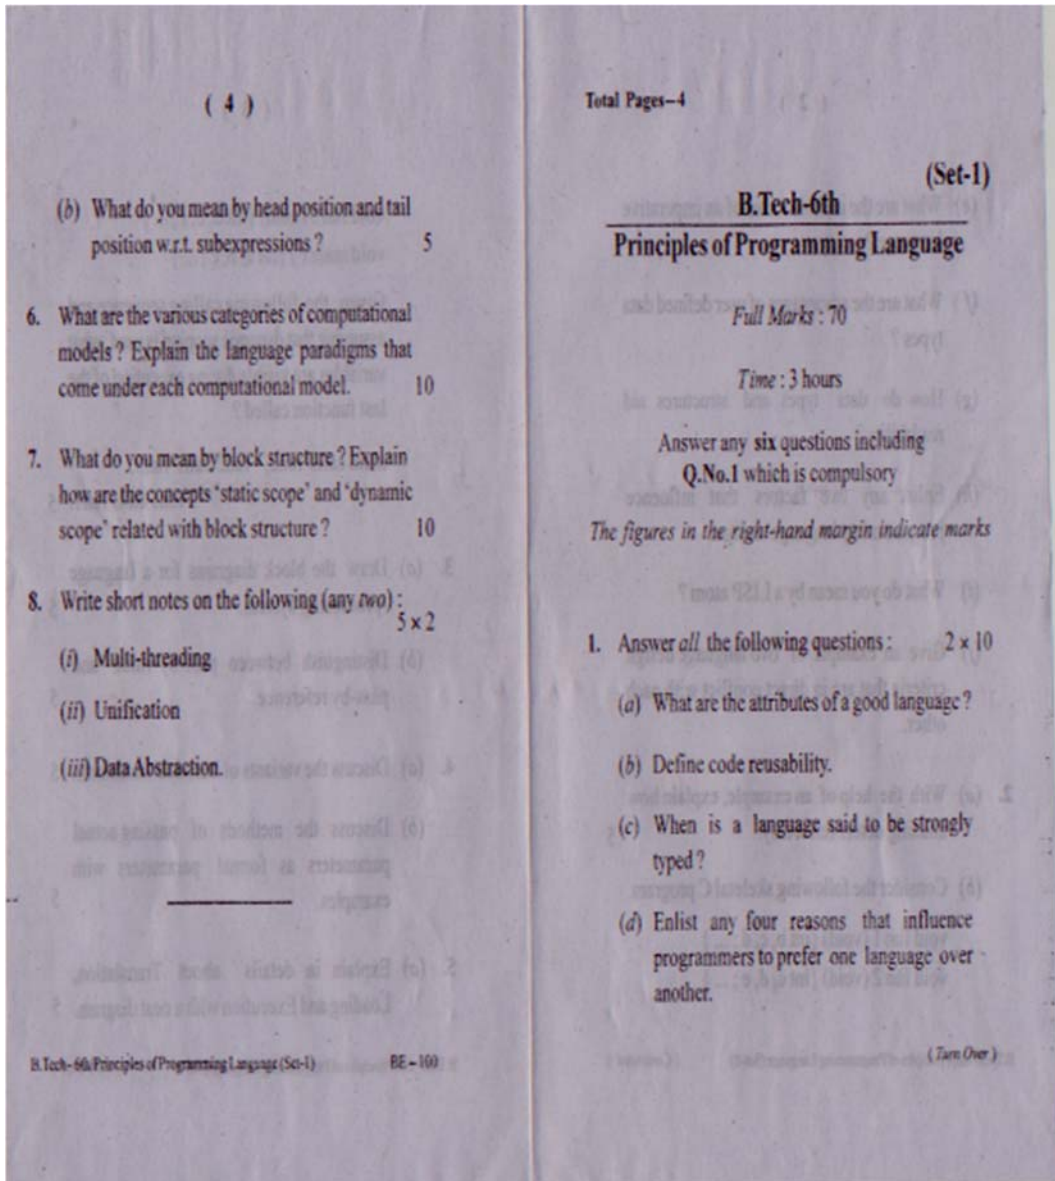 ( 4 )
(b) What do you mean by head position and tail
position w.r.t. subexpressions ? 5
6. What are the various categories of computational
models ? Explain the language paradigms that
come under each computational model. 10
7. What do you mean by block structure ? Explain
how are the concepts 'static scope' and 'dynamic
scope' related with block structure ? 10
8. Write short notes on the following (any two) :
5 × 2
(i) Multi-threading
(ii) Unification
(iii) Data Abstraction.
B.Tech-6th/Principles of Programming Language (Set-1) BE-100
Total Pages-4
(Set-1)
B.Tech-6th
Principles of Programming Language
Full Marks : 70
Time : 3 hours
Answer any six questions including
Q.No.1 which is compulsory
The figures in the right-hand margin indicate marks
1. Answer all the following questions : 2 × 10
(a) What are the attributes of a good language ?
(b) Define code reusability.
(c) When is a language said to be strongly
typed ?
(d) Enlist any four reasons that influence
programmers to prefer one language over
another.
( Turn Over )